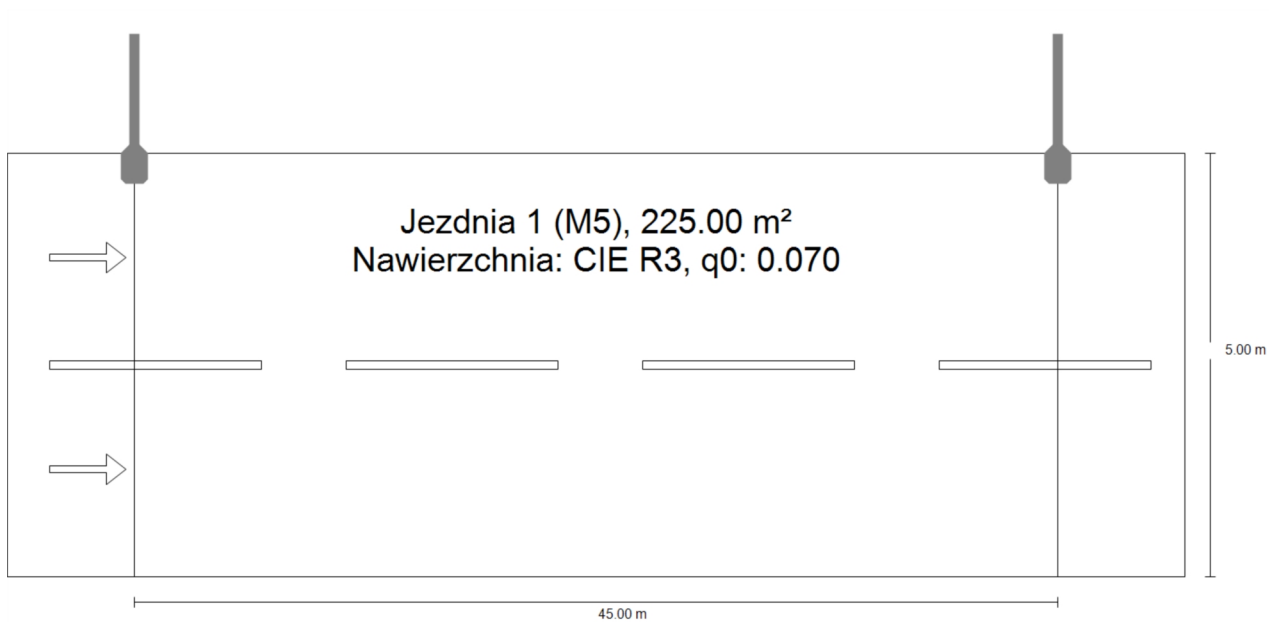 Jezdnia 1 (M5), 225.00 m²
Nawierzchnia: CIE R3, q0: 0.070
5.00 m
45.00 m